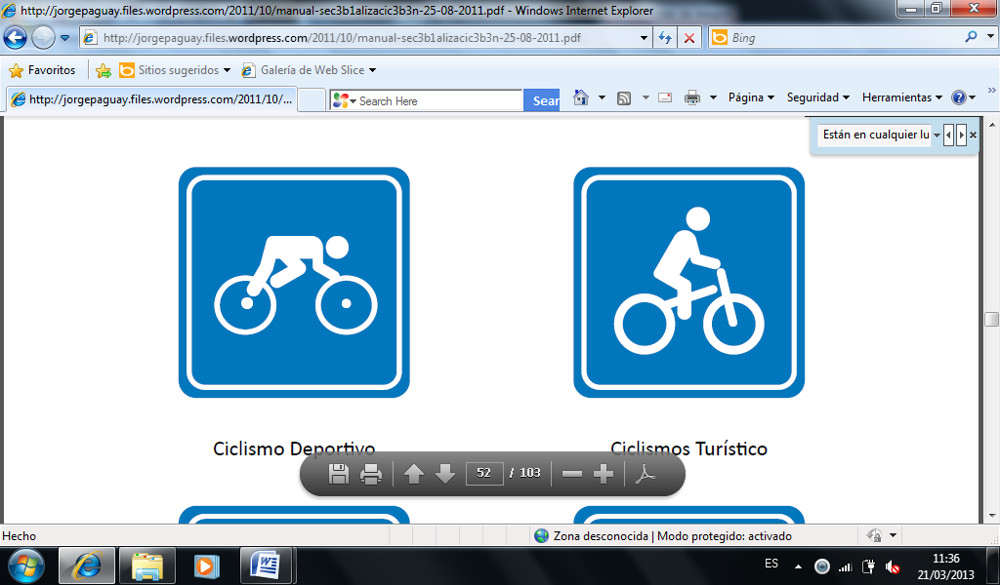 http://jorgepaguay.files.wordpress.com/2011/10/manual-sec3b1alizacic3b3n-25-08-2011.pdf - Windows Internet Explorer
http://jorgepaguay.files.wordpress.com/2011/10/manual-sec3b1alizacic3b3n-25-08-2011.pdf
Bing
Favoritos
Sitios sugeridos
Galería de Web Slice
http://jorgepaguay.files.wordpress.com/2011/10/...
Search Here
Sear
Página
Seguridad
Herramientas
Están en cualquier lu
Ciclismo Deportivo
Ciclismos Turístico
52 / 103
Hecho
Zona desconocida | Modo protegido: activado
ES
11:36
21/03/2013